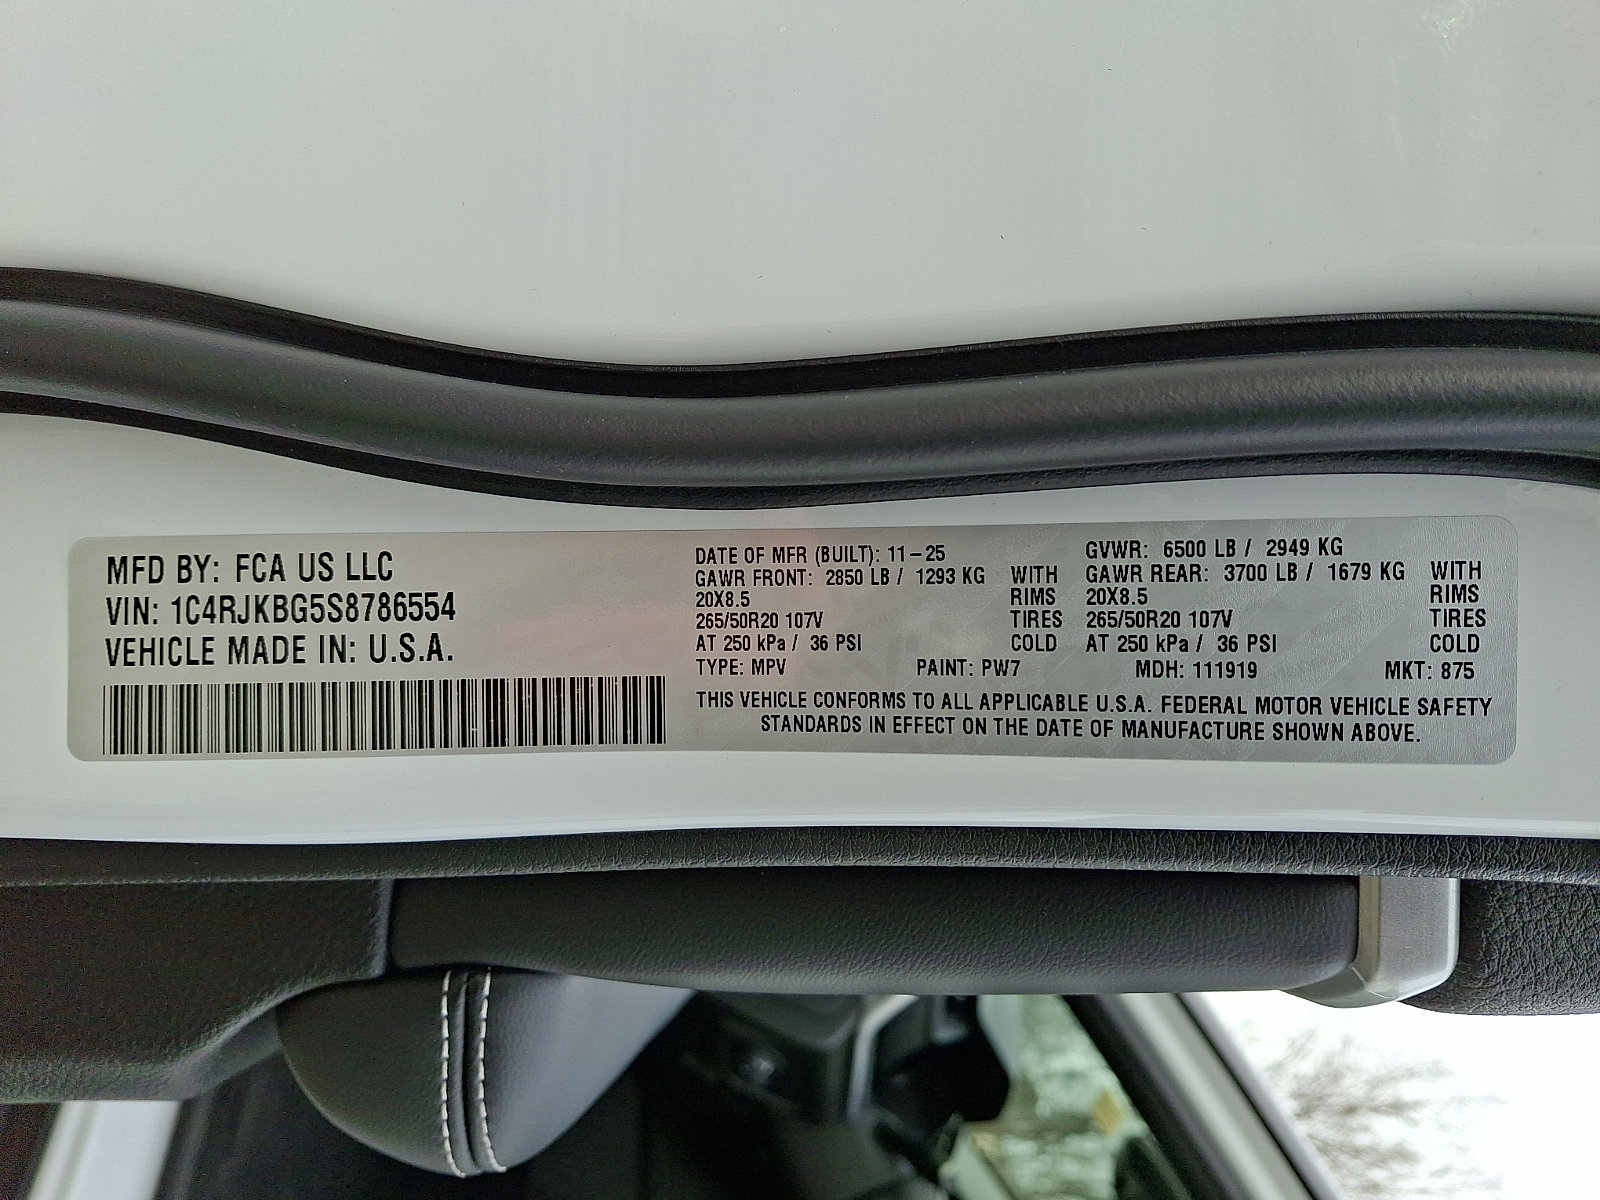 MFD BY: FCA US LLC
VIN: 1C4RJKBG5S8786554
VEHICLE MADE IN: U.S.A.
DATE OF MFR (BUILT): 11-25
GAWR FRONT: 2850 LB / 1293 KG WITH
20X8.5 RIMS
265/50R20 107V TIRES
AT 250 kPa / 36 PSI COLD
GVWR: 6500 LB / 2949 KG
GAWR REAR: 3700 LB / 1679 KG WITH
20X8.5 RIMS
265/50R20 107V TIRES
AT 250 kPa / 36 PSI COLD
TYPE: MPV PAINT: PW7 MDH: 111919 MKT: 875
THIS VEHICLE CONFORMS TO ALL APPLICABLE U.S.A. FEDERAL MOTOR VEHICLE SAFETY
STANDARDS IN EFFECT ON THE DATE OF MANUFACTURE SHOWN ABOVE.